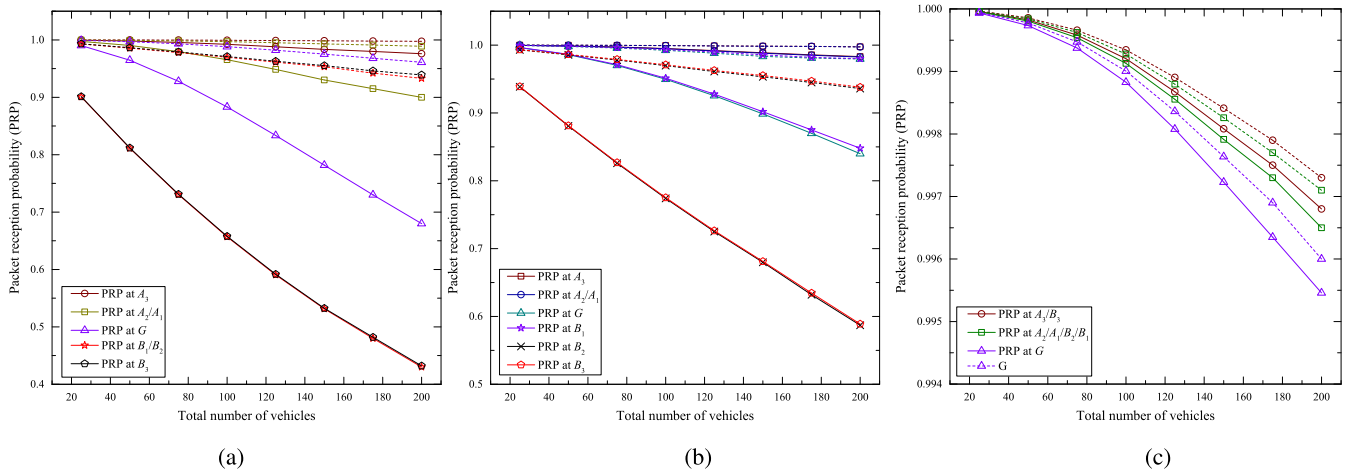 Packet reception probability (PRP)
1.0
0.9
0.8
0.7
0.6
0.5
0.4
PRP at A3
PRP at A2/A1
PRP at G
PRP at B1/B2
PRP at B3
20 40 60 80 100 120 140 160 180 200
Total number of vehicles
(a)
Packet reception probability (PRP)
1.0
0.9
0.8
0.7
0.6
0.5
PRP at A3
PRP at A2/A1
PRP at G
PRP at B1
PRP at B2
PRP at B3
20 40 60 80 100 120 140 160 180 200
Total number of vehicles
(b)
Packet reception probability (PRP)
1.000
0.999
0.998
0.997
0.996
0.995
0.994
PRP at A3/B3
PRP at A2/A1/B2/B1
PRP at G
G
20 40 60 80 100 120 140 160 180 200
Total number of vehicles
(c)